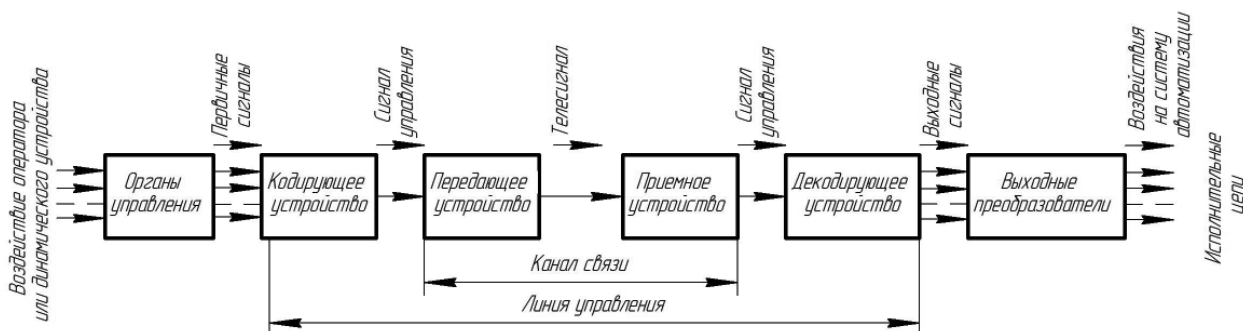 Воздействие оператора
или динамического устройства
Органы
управления
Первичные
сигналы
Кодирующее
устройство
Сигнал
управления
Передающее
устройство
Телесигнал
Приемное
устройство
Сигнал
управления
Декодирующее
устройство
Выходные
сигналы
Выходные
преобразователи
Воздействия
на систему
автоматизации
Исполнительные
цепи
Канал связи
Линия управления